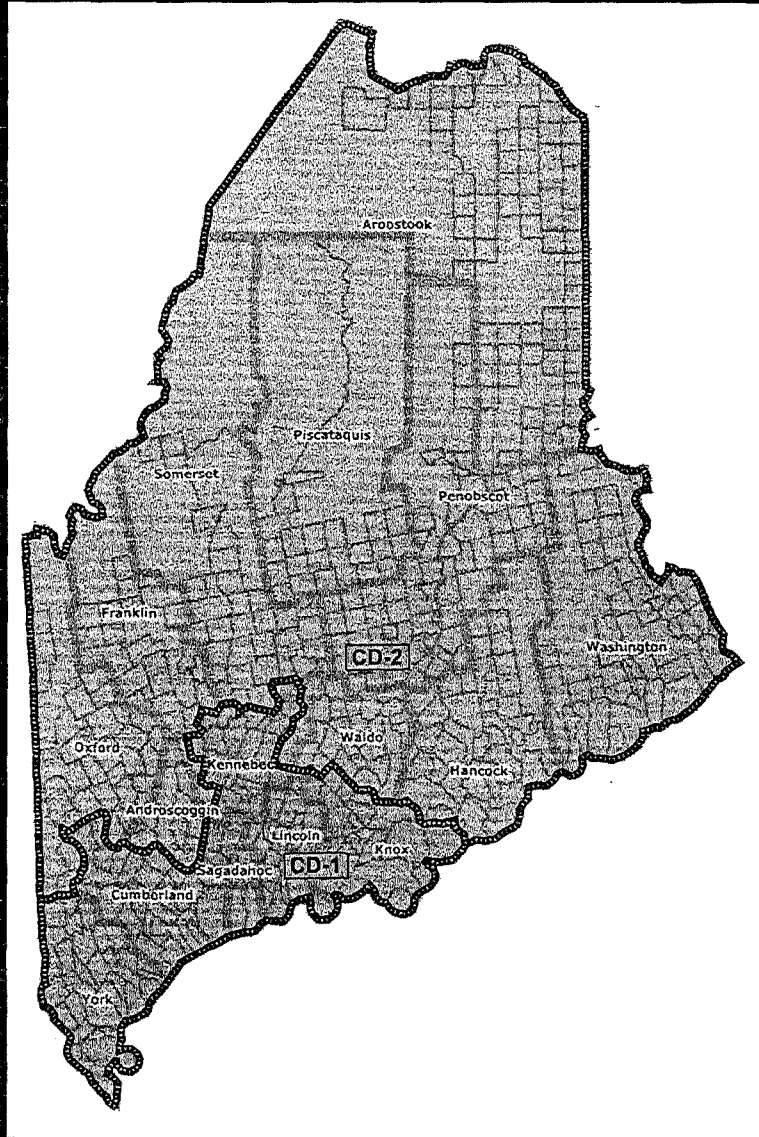 Aroostook
Piscataquis
Somerset
Penobscot
Franklin
Washington
CD-2
Oxford
Kennebec
Waldo
Hancock
Androscoggin
Lincoln
Knox
Sagadahoc
CD-1
Cumberland
York